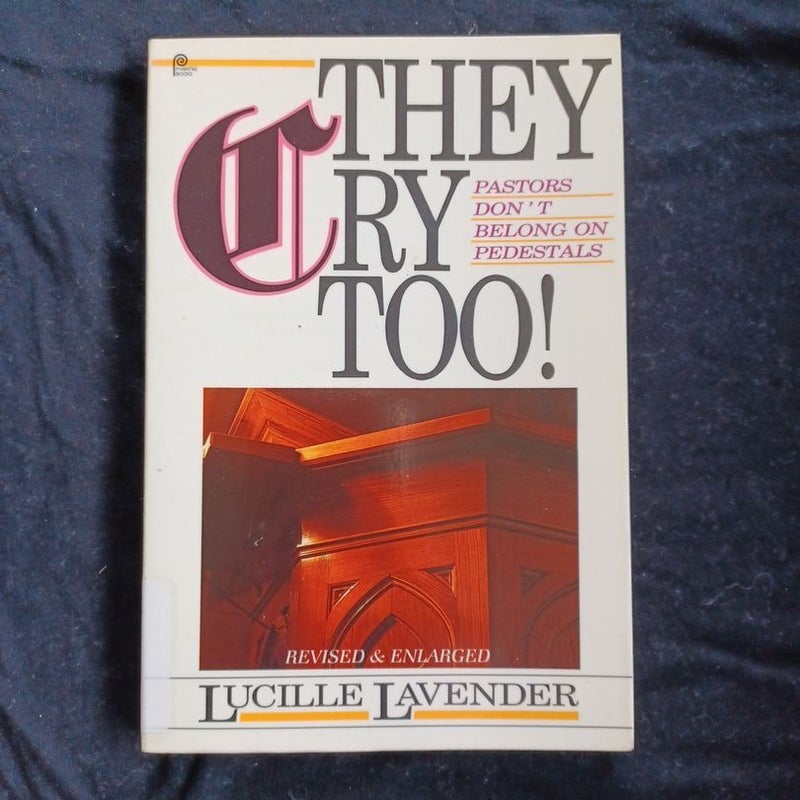 THEY
CRY
TOO!
PASTORS
DON'T
BELONG ON
PEDESTALS
REVISED & ENLARGED
LUCILLE LAVENDER